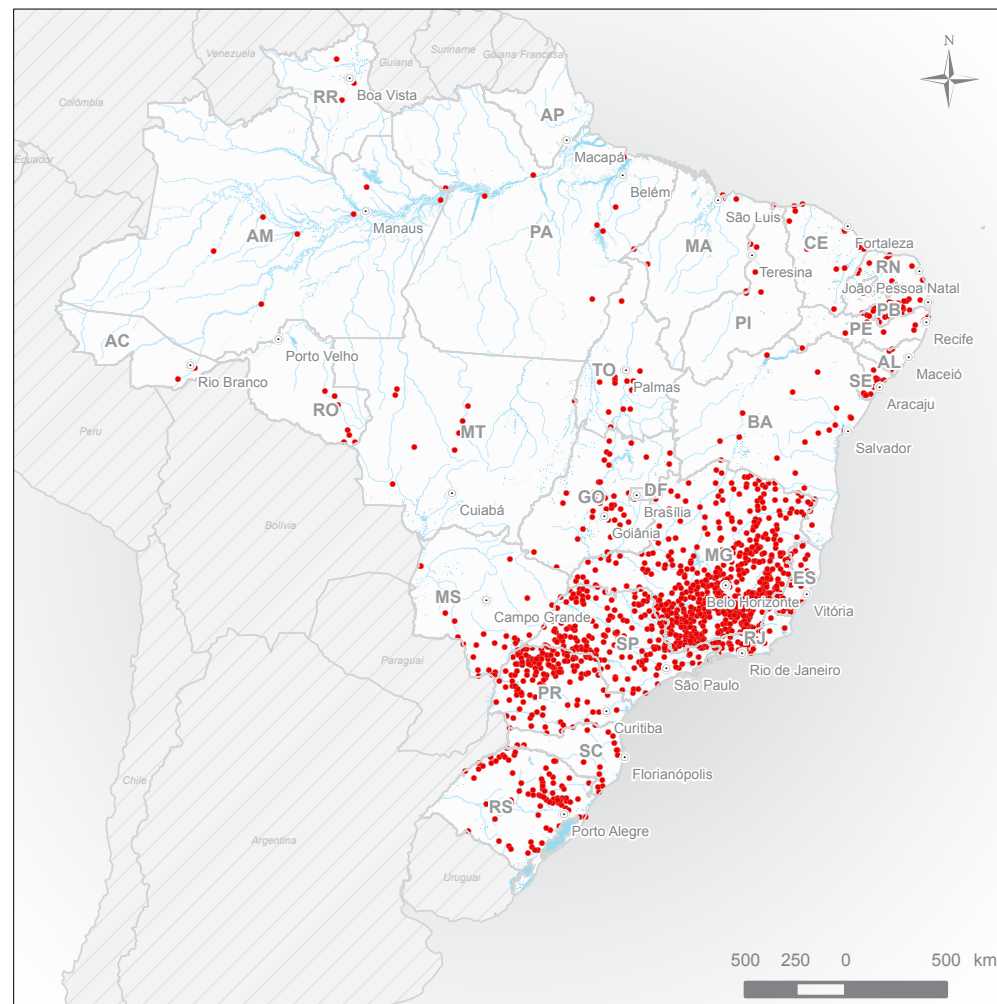 N
Venezuela
Suriname
Guiana Francesa
Guiana
Colômbia
RR
Boa Vista
AP
Macapá
Equador
Belém
São Luis
AM
Manaus
PA
MA
CE
Fortaleza
Teresina
RN
João Pessoa
Natal
PB
PI
PE
Recife
AC
Porto Velho
AL
Maceió
Rio Branco
TO
Palmas
SE
Aracaju
RO
BA
Peru
MT
Salvador
Cuiabá
GO
DF
Brasília
Goiânia
Bolívia
MG
ES
MS
Belo Horizonte
Vitória
Campo Grande
SP
RJ
Rio de Janeiro
Paraguai
São Paulo
PR
Curitiba
SC
Chile
Florianópolis
RS
Porto Alegre
Argentina
Uruguai
500 250 0 500 km